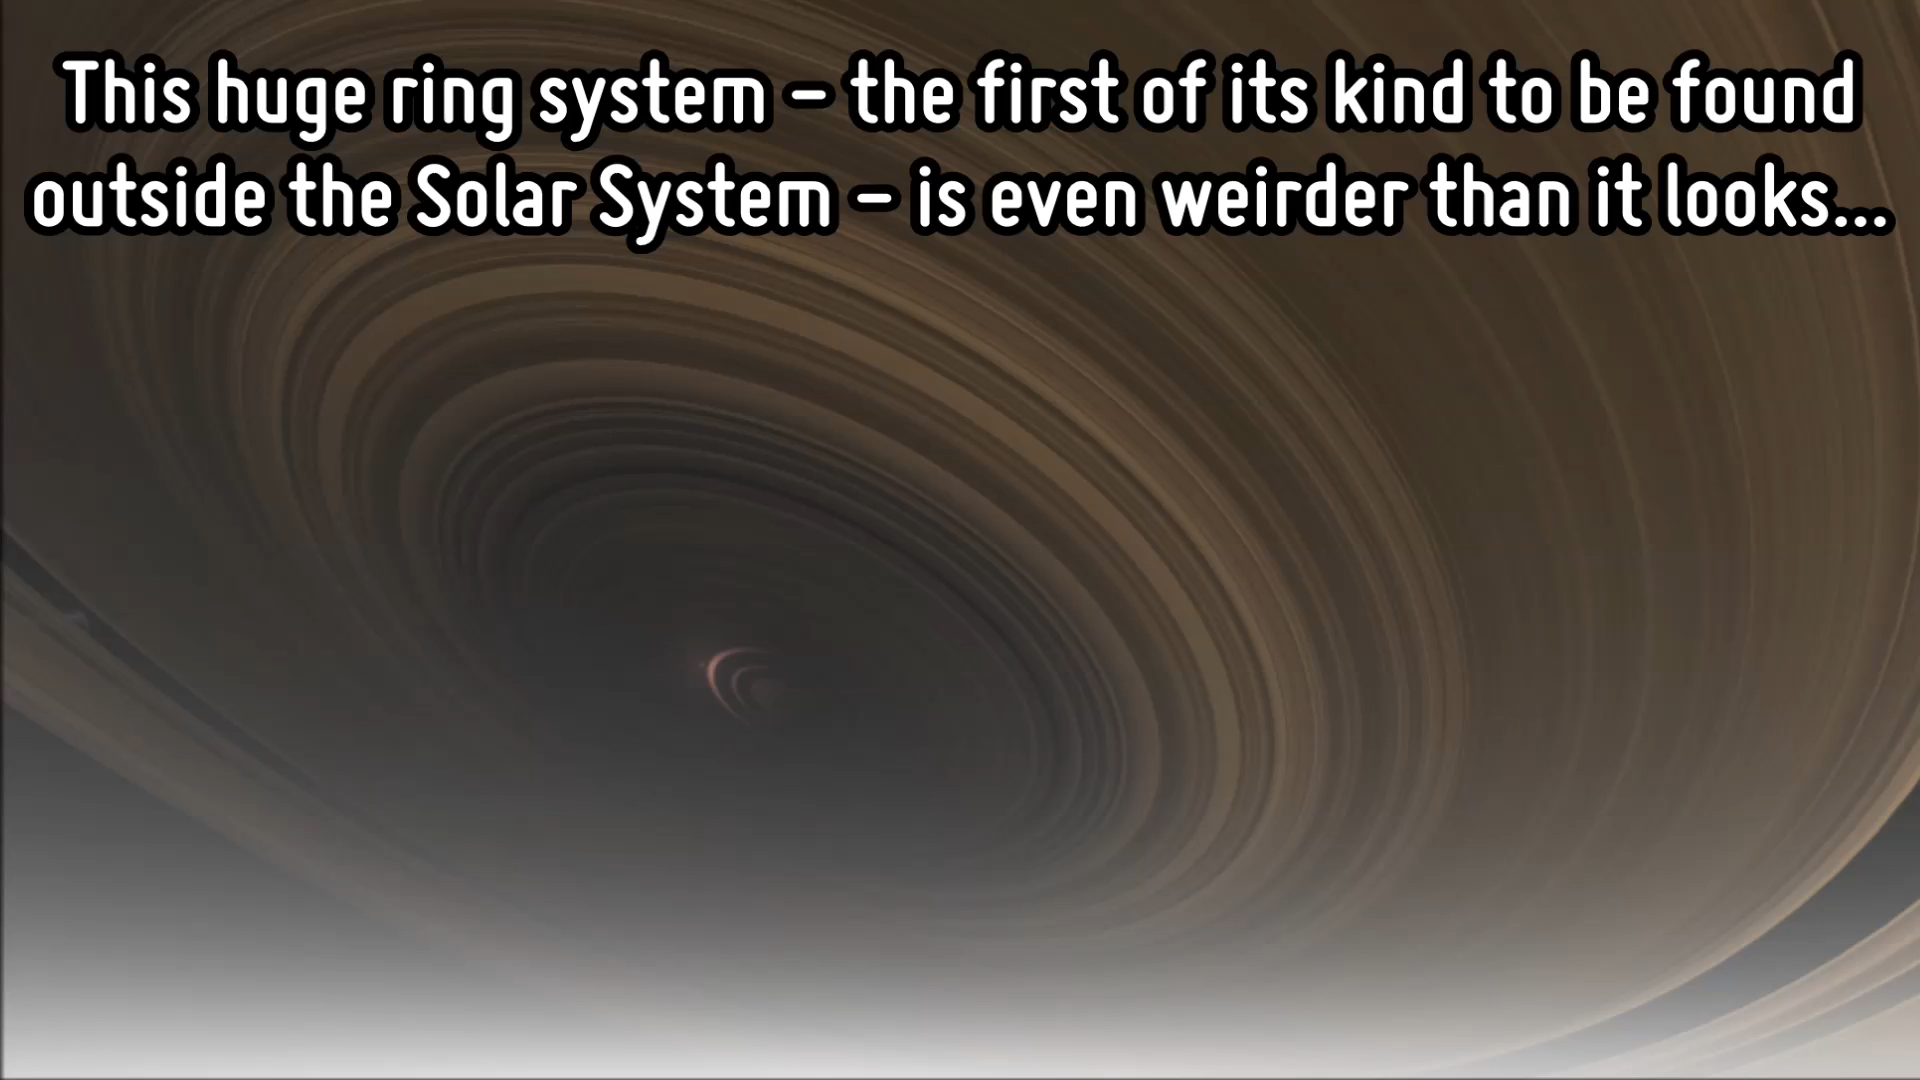 This huge ring system – the first of its kind to be found
outside the Solar System – is even weirder than it looks...